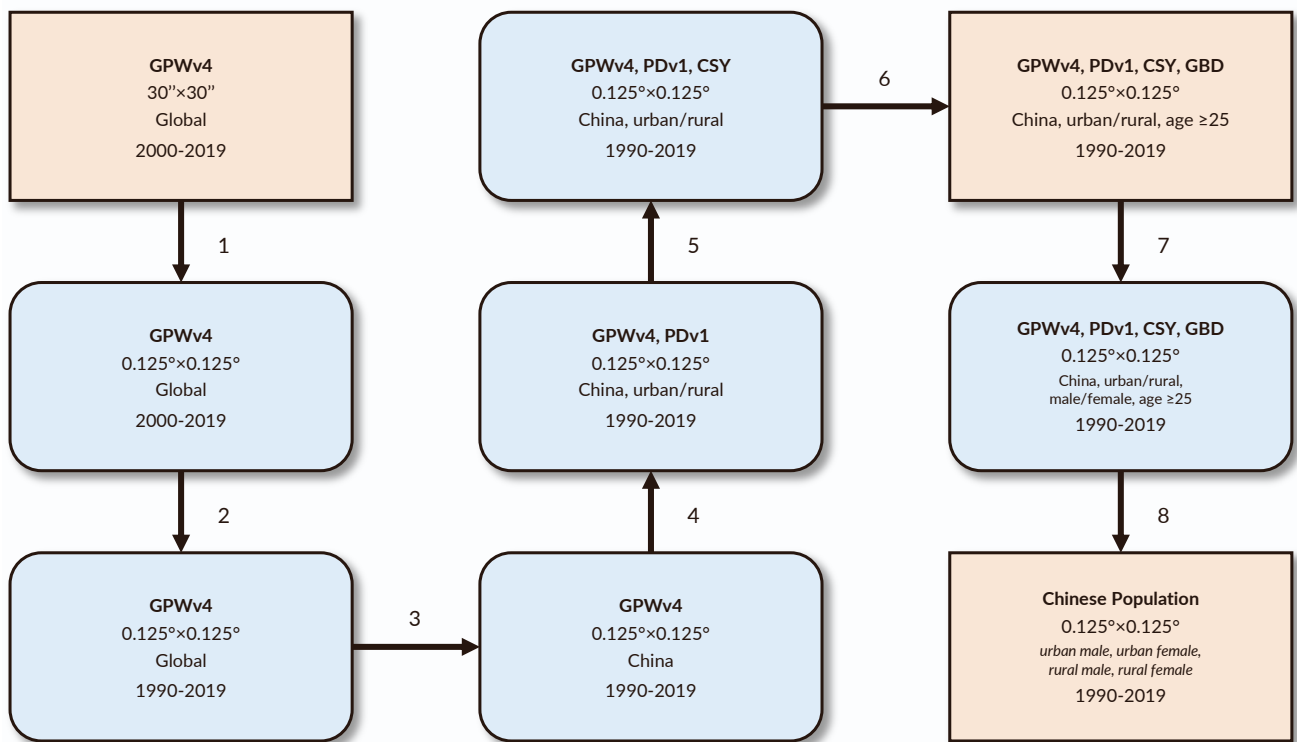 GPWv4
30’’×30’’
Global
2000-2019
1
GPWv4
0.125°×0.125°
Global
2000-2019
2
GPWv4
0.125°×0.125°
Global
1990-2019
3
GPWv4
0.125°×0.125°
China
1990-2019
4
GPWv4, PDv1
0.125°×0.125°
China, urban/rural
1990-2019
5
GPWv4, PDv1, CSY
0.125°×0.125°
China, urban/rural
1990-2019
6
GPWv4, PDv1, CSY, GBD
0.125°×0.125°
China, urban/rural, age ≥25
1990-2019
7
GPWv4, PDv1, CSY, GBD
0.125°×0.125°
China, urban/rural,
male/female, age ≥25
1990-2019
8
Chinese Population
0.125°×0.125°
urban male, urban female,
rural male, rural female
1990-2019